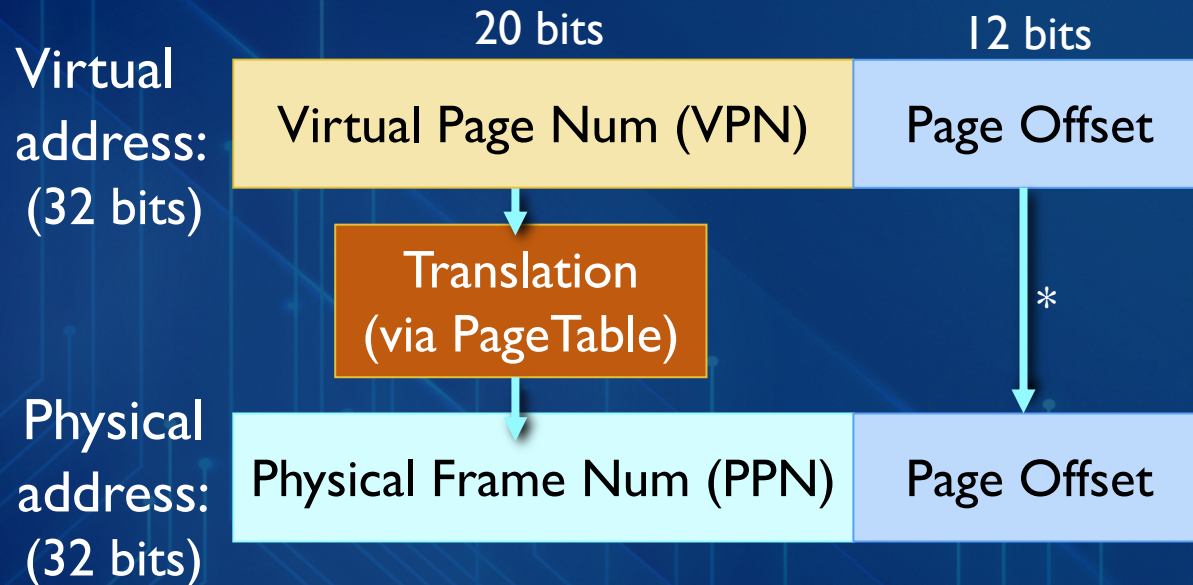 20 bits
12 bits
Virtual
address:
(32 bits)
Virtual Page Num (VPN)
Page Offset
Translation
(via PageTable)
*
Physical
address:
(32 bits)
Physical Frame Num (PPN)
Page Offset